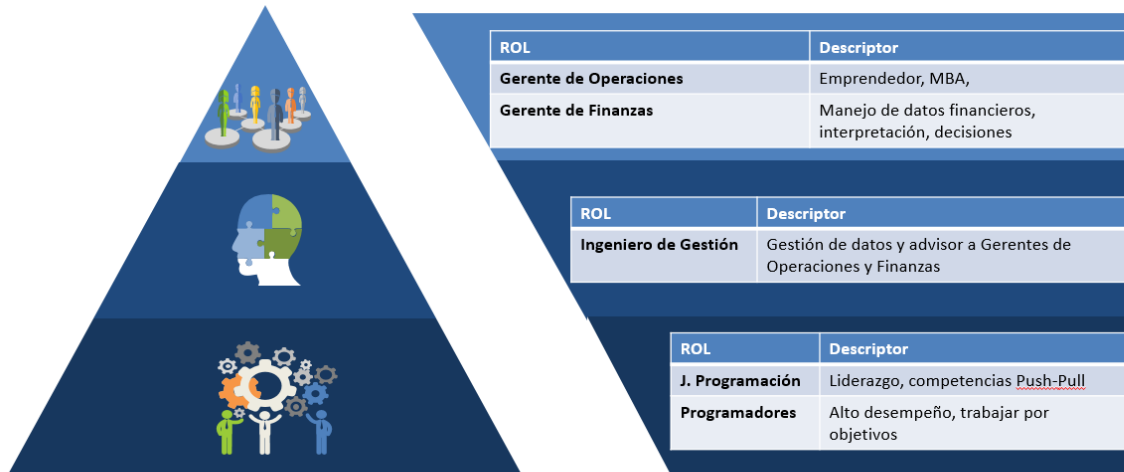 ROL Descriptor
Gerente de Operaciones Emprendedor, MBA,
Gerente de Finanzas Manejo de datos financieros,
interpretación, decisiones
ROL Descriptor
Ingeniero de Gestión Gestión de datos y advisor a Gerentes de
Operaciones y Finanzas
ROL Descriptor
J. Programación Liderazgo, competencias Push-Pull
Programadores Alto desempeño, trabajar por
objetivos